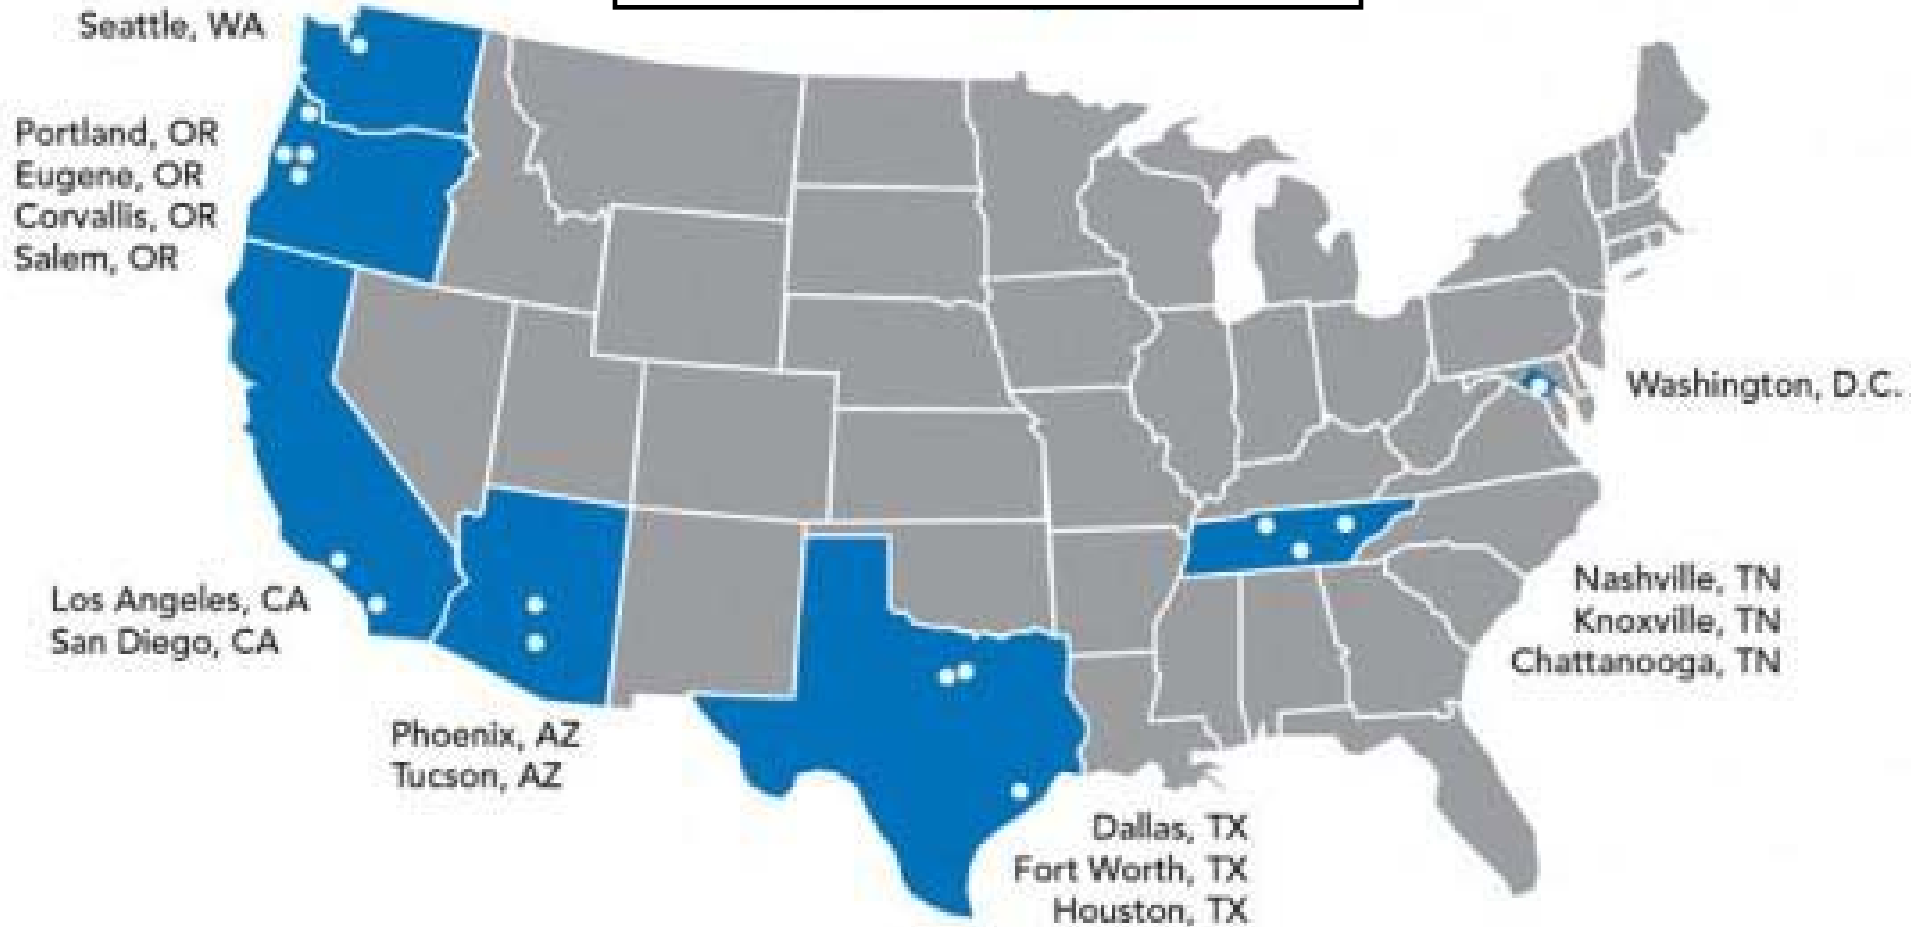 Seattle, WA
Portland, OR
Eugene, OR
Corvallis, OR
Salem, OR
Washington, D.C.
Los Angeles, CA
San Diego, CA
Nashville, TN
Knoxville, TN
Chattanooga, TN
Phoenix, AZ
Tucson, AZ
Dallas, TX
Fort Worth, TX
Houston, TX